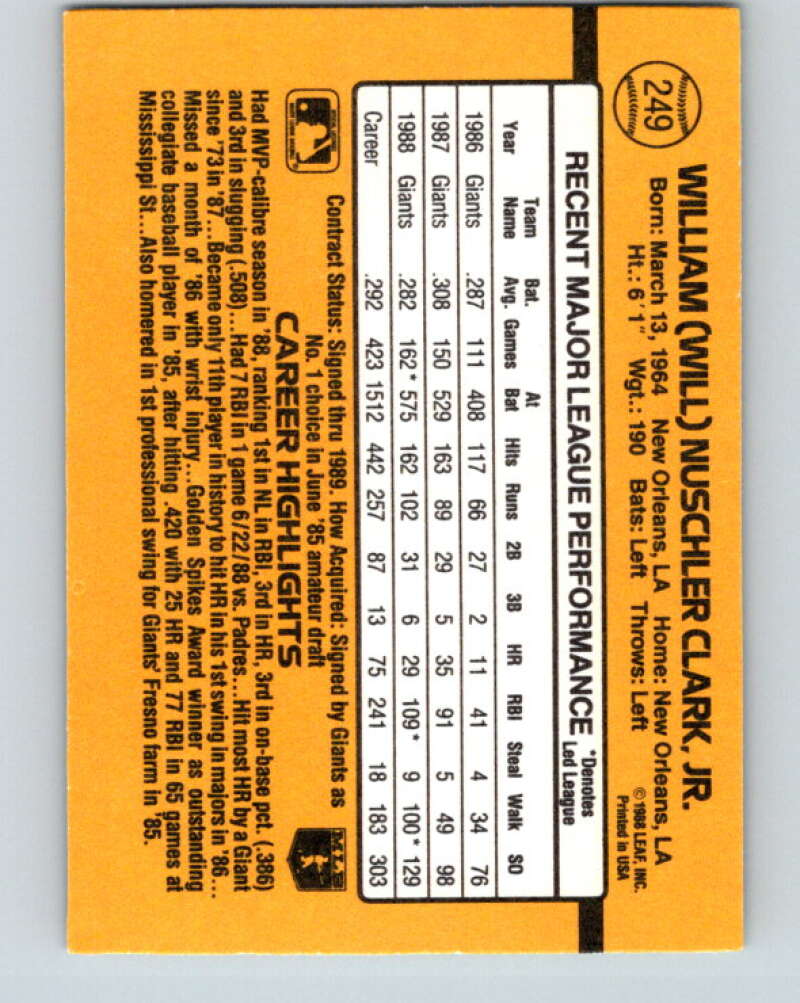 249
WILLIAM (WILL) NUSCHLER CLARK, JR.
Born: March 13, 1964 New Orleans, LA Home: New Orleans, LA
Ht.: 6'1" Wgt.: 190 Bats: Left Throws: Left
© 1988 LEAF, INC.
Printed in USA
RECENT MAJOR LEAGUE PERFORMANCE *Denotes Led League
Year Team Name Bat. Avg. Games At Bat Hits Runs 2B 3B HR RBI Steal Walk SO
1986 Giants .287 111 408 117 66 27 2 11 41 4 34 76
1987 Giants .308 150 529 163 89 29 5 35 91 5 49 98
1988 Giants .282 162* 575 162 102 31 6 29 109* 9 100* 129
Career .292 423 1512 442 257 87 13 75 241 18 183 303
Contract Status: Signed thru 1989. How Acquired: Signed by Giants as
No. 1 choice in June '85 amateur draft
MLB
CAREER HIGHLIGHTS
Had MVP-calibre season in '88, ranking 1st in NL in RBI, 3rd in HR, 3rd in on-base pct. (.386)
and 3rd in slugging (.508)...Had 7 RBI in 1 game 6/22/88 vs. Padres...Hit most HR by a Giant
since '73 in '87...Became only 11th player in history to hit HR in his 1st swing in majors in '86...
Missed a month of '86 with wrist injury...Golden Spikes Award winner as outstanding
collegiate baseball player in '85, after hitting .420 with 25 HR and 77 RBI in 65 games at
Mississippi St...Also homered in 1st professional swing for Giants' Fresno farm in '85.